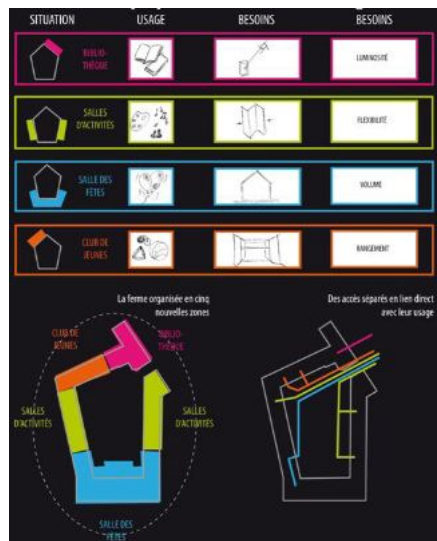 SITUATION
USAGE
BESOINS
BESOINS
BIBLIO-
THÈQUE
LUMINOSITÉ
SALLES
D'ACTIVITÉS
FLEXIBILITÉ
SALLE DES
FÊTES
VOLUME
CLUB DE
JEUNES
RANGEMENT
La ferme organisée en cinq
nouvelles zones
CLUB DE
JEUNES
BIBLIO-
THÈQUE
SALLES
D'ACTIVITÉS
SALLES
D'ACTIVITÉS
SALLE DES
FÊTES
Des accès séparés en lien direct
avec leur usage